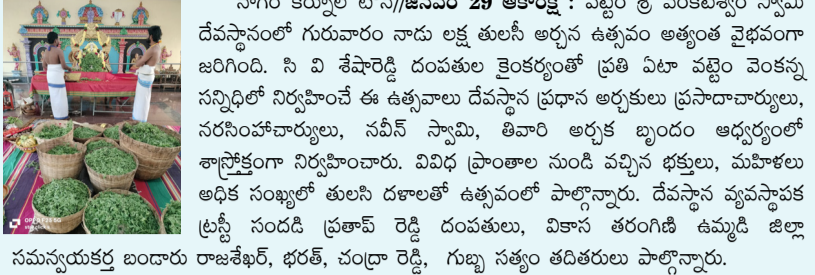 నాగర్ కర్నూల్ టౌన్//జనవరి 29 ఆకాంక్ష : వట్టెం శ్రీ వేంకటేశ్వర స్వామి
దేవస్థానంలో గురువారం నాడు లక్ష తులసీ అర్చన ఉత్సవం అత్యంత వైభవంగా
జరిగింది. సి వి శేషారెడ్డి దంపతుల కైంకర్యంతో ప్రతి ఏటా వట్టెం వెంకన్న
సన్నిధిలో నిర్వహించే ఈ ఉత్సవాలు దేవస్థాన ప్రధాన అర్చకులు ప్రసాదాచార్యులు,
నరసింహాచార్యులు, నవీన్ స్వామి, తివారి అర్చక బృందం ఆధ్వర్యంలో
శాస్త్రోక్తంగా నిర్వహించారు. వివిధ ప్రాంతాల నుండి వచ్చిన భక్తులు, మహిళలు
అధిక సంఖ్యలో తులసి దళాలతో ఉత్సవంలో పాల్గొన్నారు. దేవస్థాన వ్యవస్థాపక
ట్రస్టీ సందడి ప్రతాప్ రెడ్డి దంపతులు, వికాస తరంగిణి ఉమ్మడి జిల్లా
సమన్వయకర్త బండారు రాజశేఖర్, భరత్, చంద్రా రెడ్డి, గుబ్బ సత్యం తదితరులు పాల్గొన్నారు.